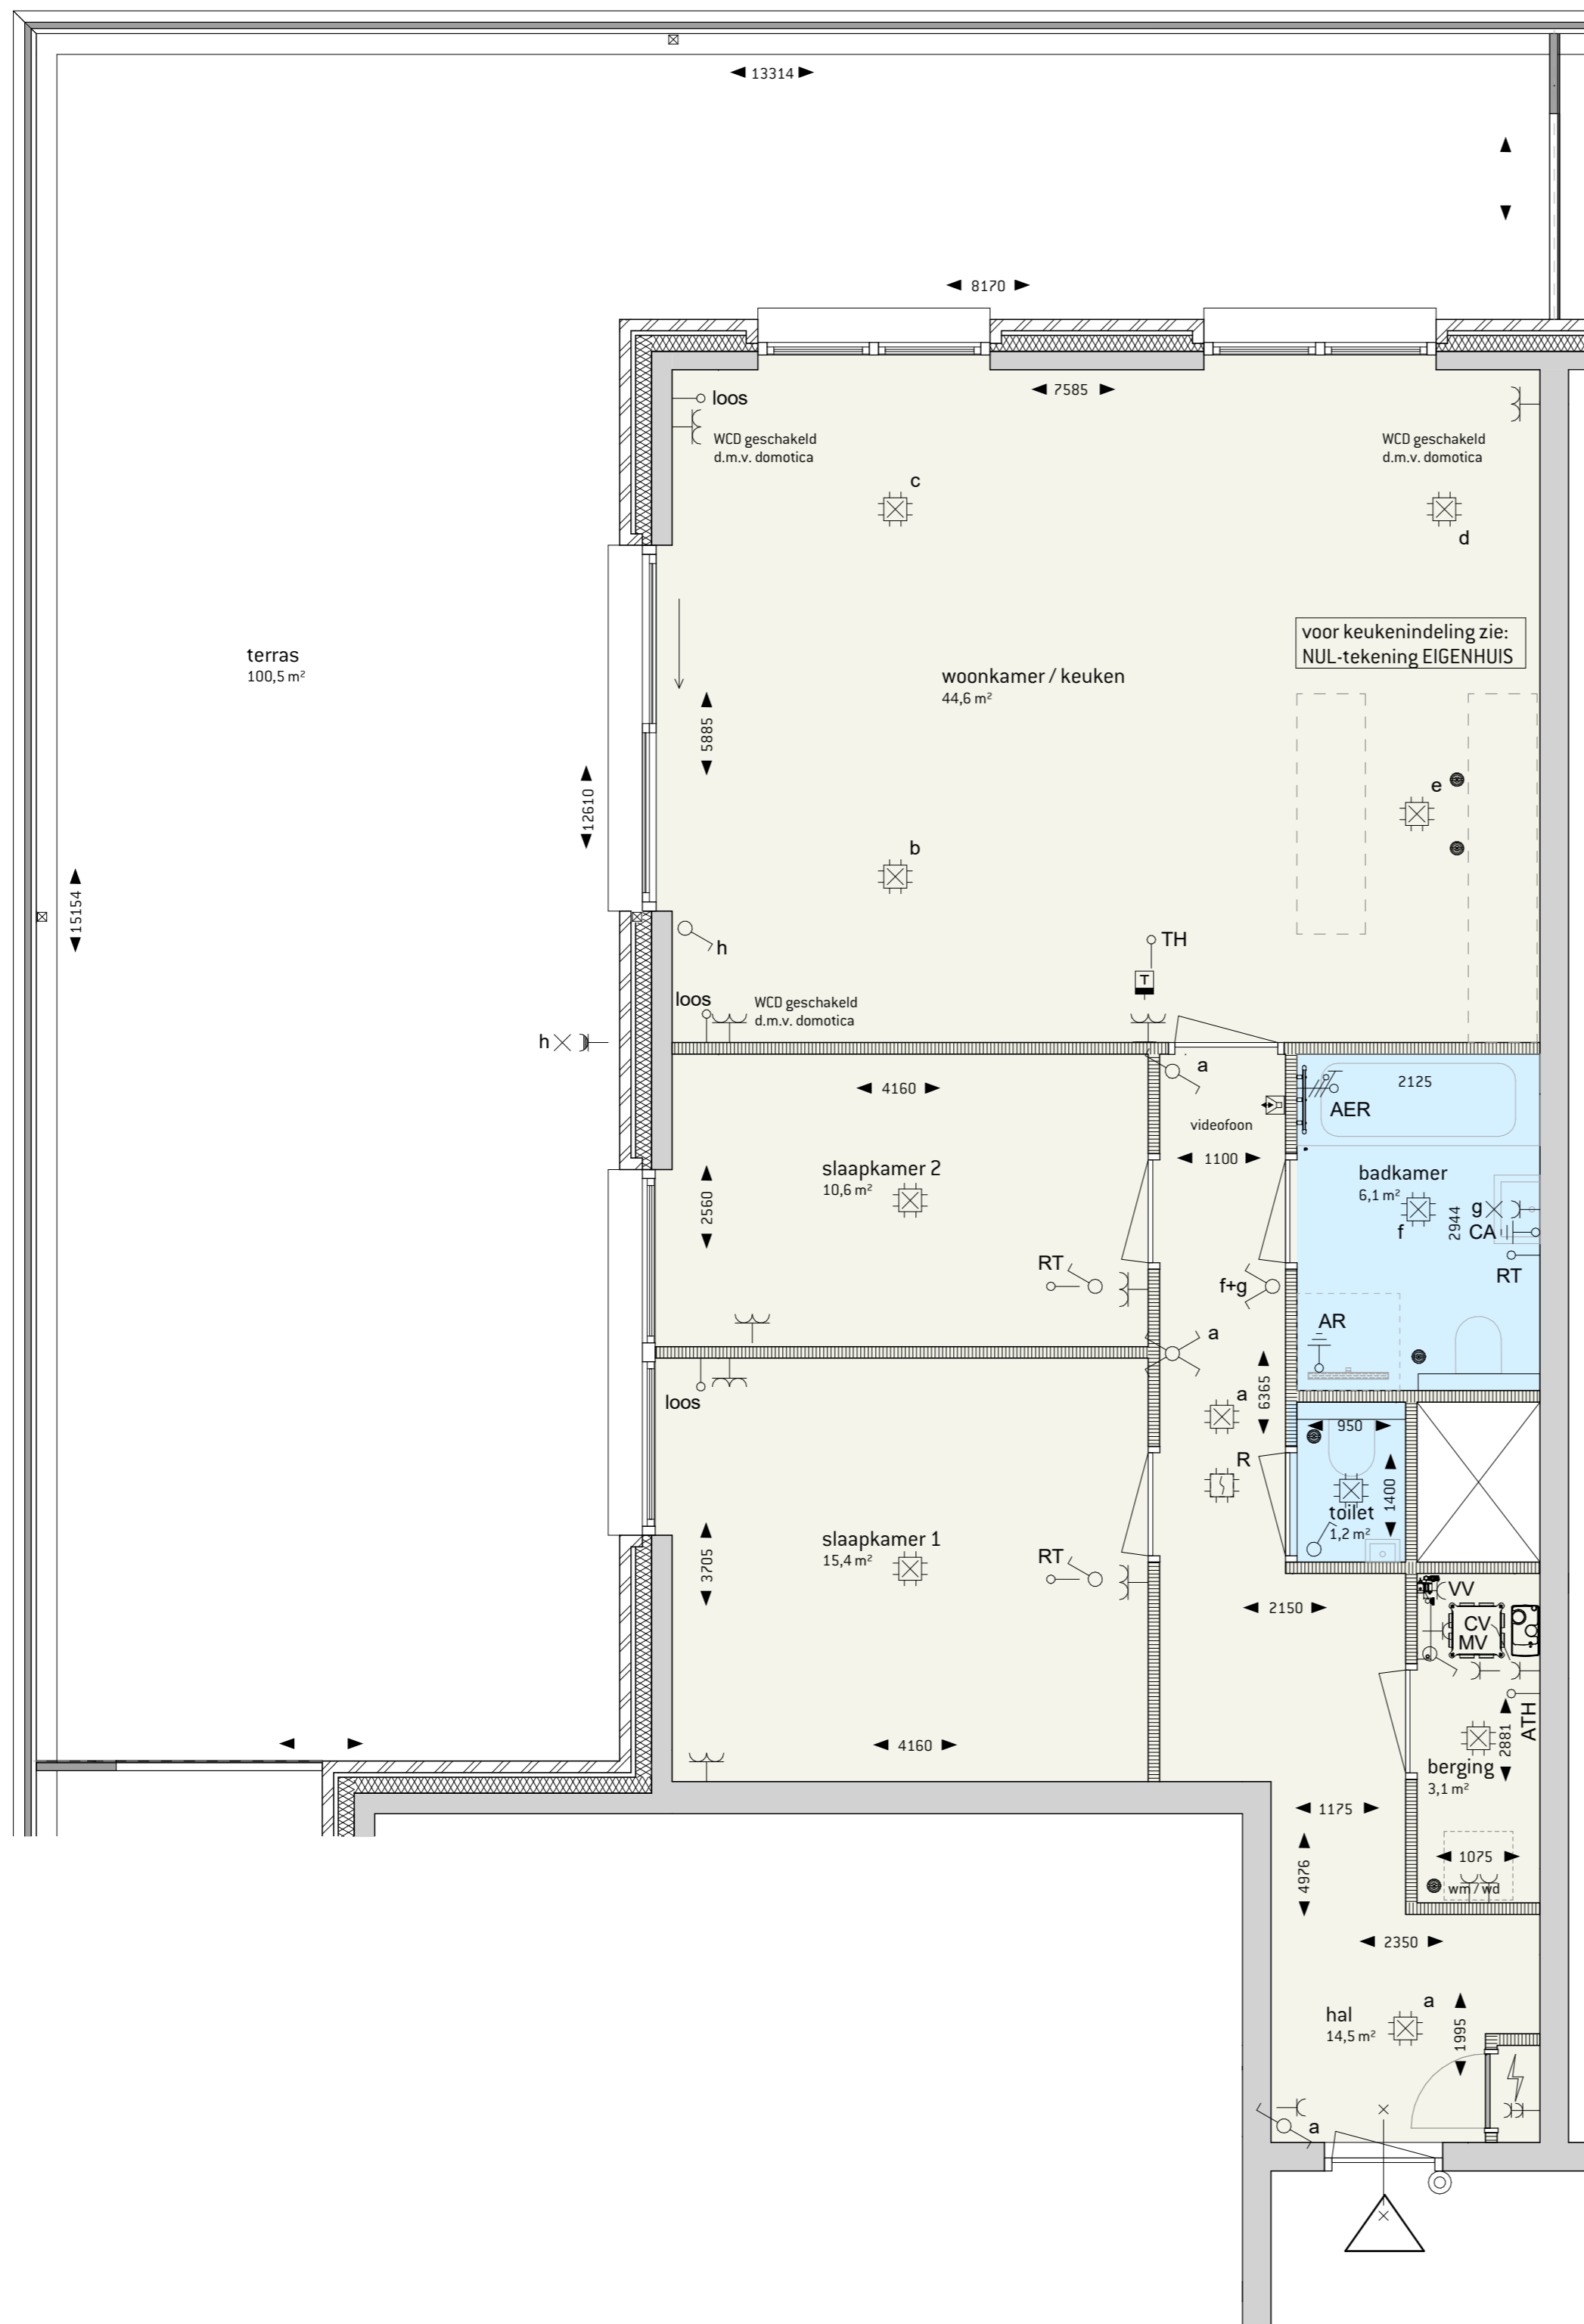 13314
8170
7585
loos
WCD geschakeld
d.m.v. domotica
WCD geschakeld
d.m.v. domotica
c
d
voor keukenindeling zie:
NUL-tekening EIGENHUIS
terras
100,5 m²
woonkamer / keuken
44,6 m²
5885
12610
e
b
15154
h
TH
T
loos
WCD geschakeld
d.m.v. domotica
h
a
4160
2125
AER
videofoon
1100
slaapkamer 2
10,6 m²
badkamer
6,1 m²
2560
2944
g
f
CA
RT
RT
f+g
AR
a
loos
6365
a
950
R
1400
toilet
1,2 m²
slaapkamer 1
15,4 m²
3705
RT
2150
VV
CV
MV
ATH
2881
berging
3,1 m²
4160
1175
4976
1075
wm / wd
2350
a
hal
14,5 m²
1995
a